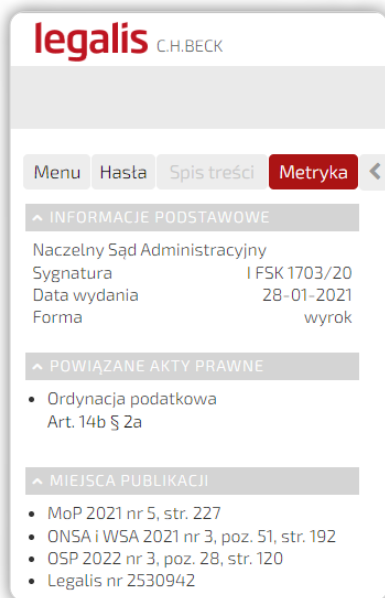 legalis C.H.BECK
Menu Hasła Spis treści Metryka
INFORMACJE PODSTAWOWE
Naczelny Sąd Administracyjny
Sygnatura I FSK 1703/20
Data wydania 28-01-2021
Forma wyrok
POWIĄZANE AKTY PRAWNE
• Ordynacja podatkowa
Art. 14b § 2a
MIEJSCA PUBLIKACJI
• MoP 2021 nr 5, str. 227
• ONSA i WSA 2021 nr 3, poz. 51, str. 192
• OSP 2022 nr 3, poz. 28, str. 120
• Legalis nr 2530942